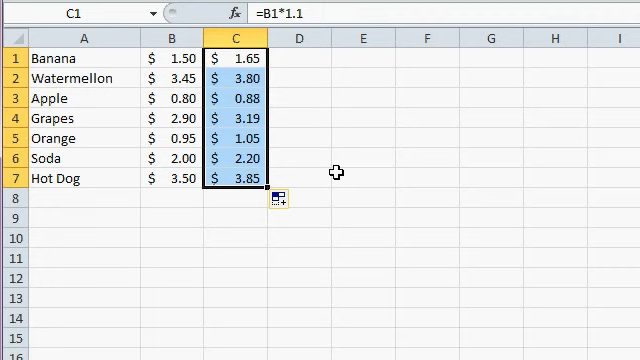 C1 fx =B1*1.1
A B C D E F G H I
1 Banana $ 1.50 $ 1.65
2 Watermellon $ 3.45 $ 3.80
3 Apple $ 0.80 $ 0.88
4 Grapes $ 2.90 $ 3.19
5 Orange $ 0.95 $ 1.05
6 Soda $ 2.00 $ 2.20
7 Hot Dog $ 3.50 $ 3.85
8
9
10
11
12
13
14
15
16